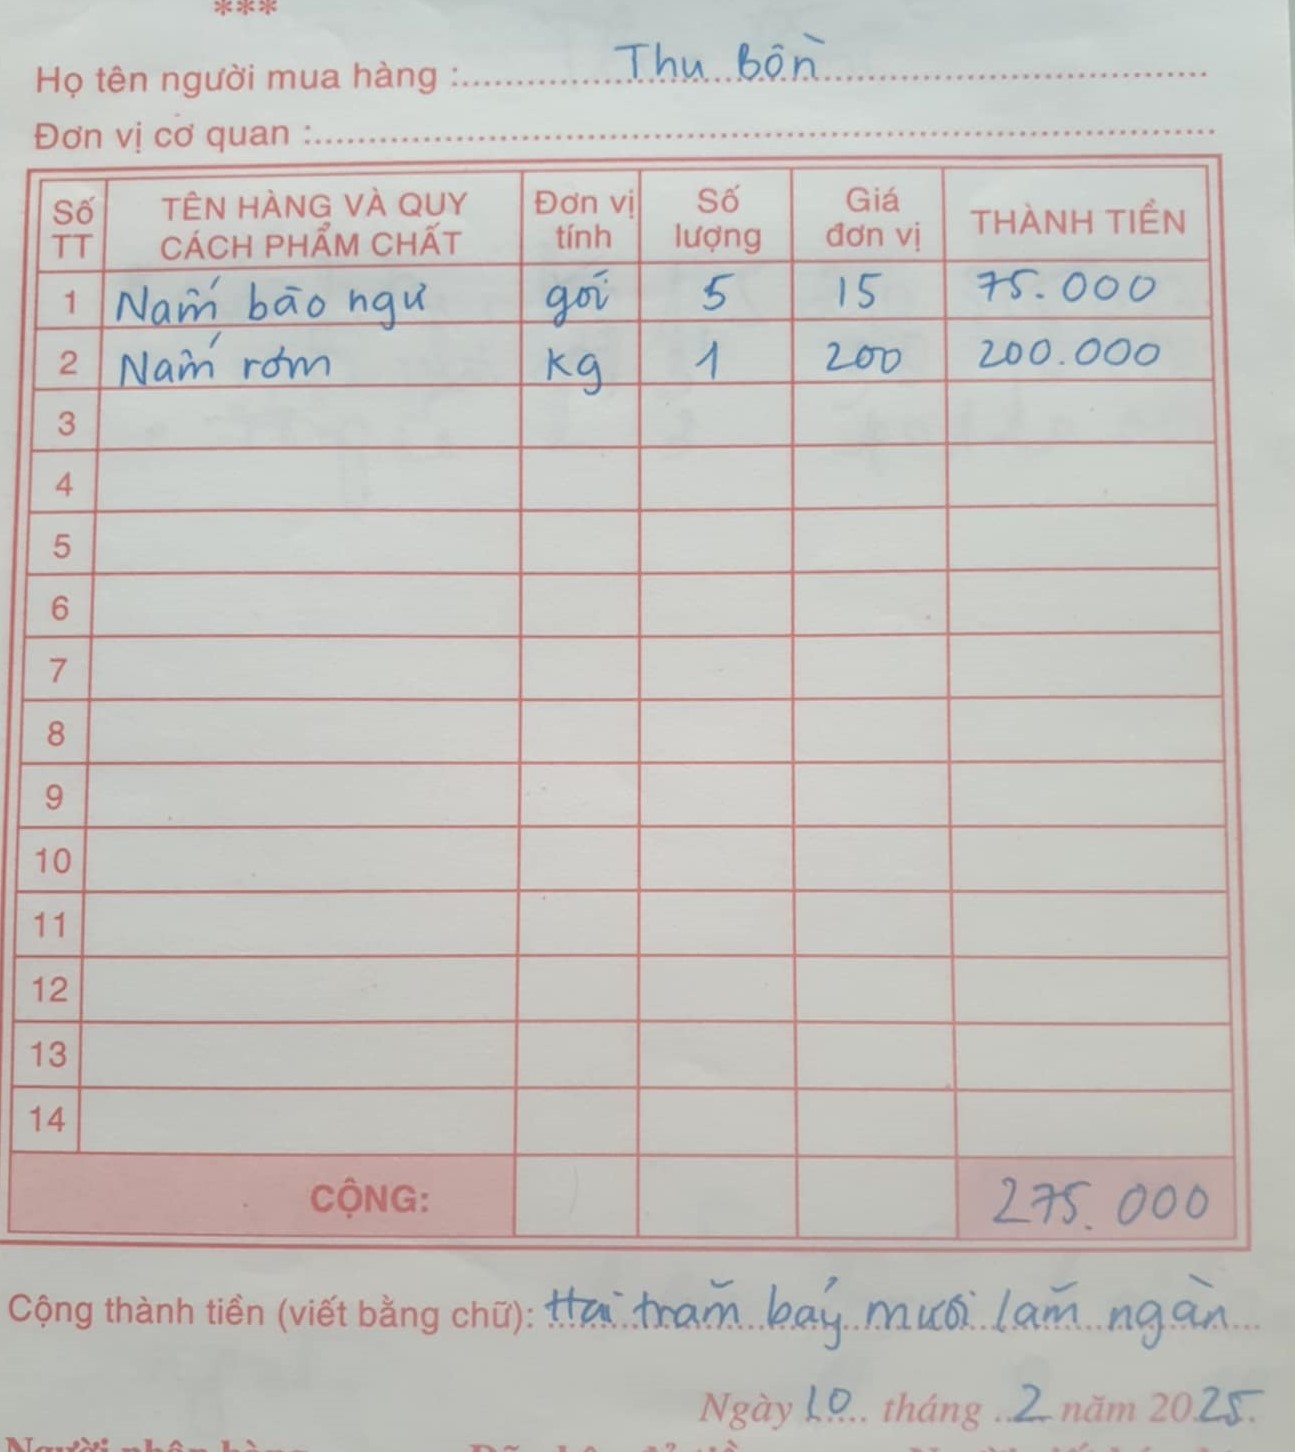 ***
Họ tên người mua hàng : Thu Bồn
Đơn vị cơ quan :
Số TT TÊN HÀNG VÀ QUY CÁCH PHẨM CHẤT Đơn vị tính Số lượng Giá đơn vị THÀNH TIỀN
1 Nấm bào ngư gói 5 15 75.000
2 Nấm rơm kg 1 200 200.000
3
4
5
6
7
8
9
10
11
12
13
14
CỘNG: 275.000
Cộng thành tiền (viết bằng chữ): Hai trăm bảy mươi lăm ngàn
Ngày 10 tháng 2 năm 2025.